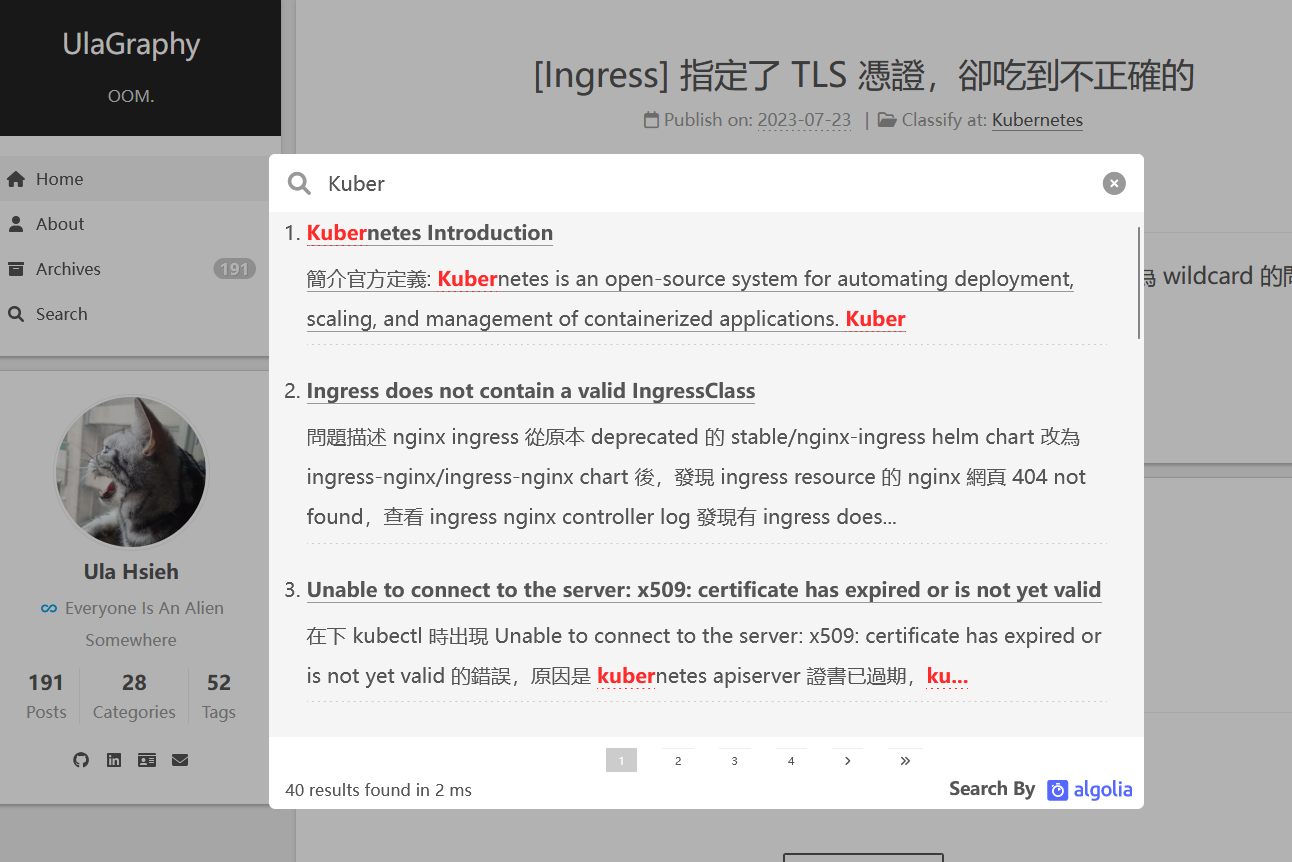 UlaGraphy
OOM.
Home
About
Archives 191
Search
Ula Hsieh
Everyone Is An Alien
Somewhere
191 28 52
Posts Categories Tags
[Ingress] 指定了 TLS 憑證，卻吃到不正確的
Publish on: 2023-07-23 | Classify at: Kubernetes
為 wildcard 的問
Kuber
1. Kubernetes Introduction
簡介官方定義: Kubernetes is an open-source system for automating deployment,
scaling, and management of containerized applications. Kuber
2. Ingress does not contain a valid IngressClass
問題描述 nginx ingress 從原本 deprecated 的 stable/nginx-ingress helm chart 改為
ingress-nginx/ingress-nginx chart 後，發現 ingress resource 的 nginx 網頁 404 not
found，查看 ingress nginx controller log 發現有 ingress does...
3. Unable to connect to the server: x509: certificate has expired or is not yet valid
在下 kubectl 時出現 Unable to connect to the server: x509: certificate has expired or
is not yet valid 的錯誤，原因是 kubernetes apiserver 證書已過期，ku...
1 2 3 4 › »
40 results found in 2 ms
Search By algolia